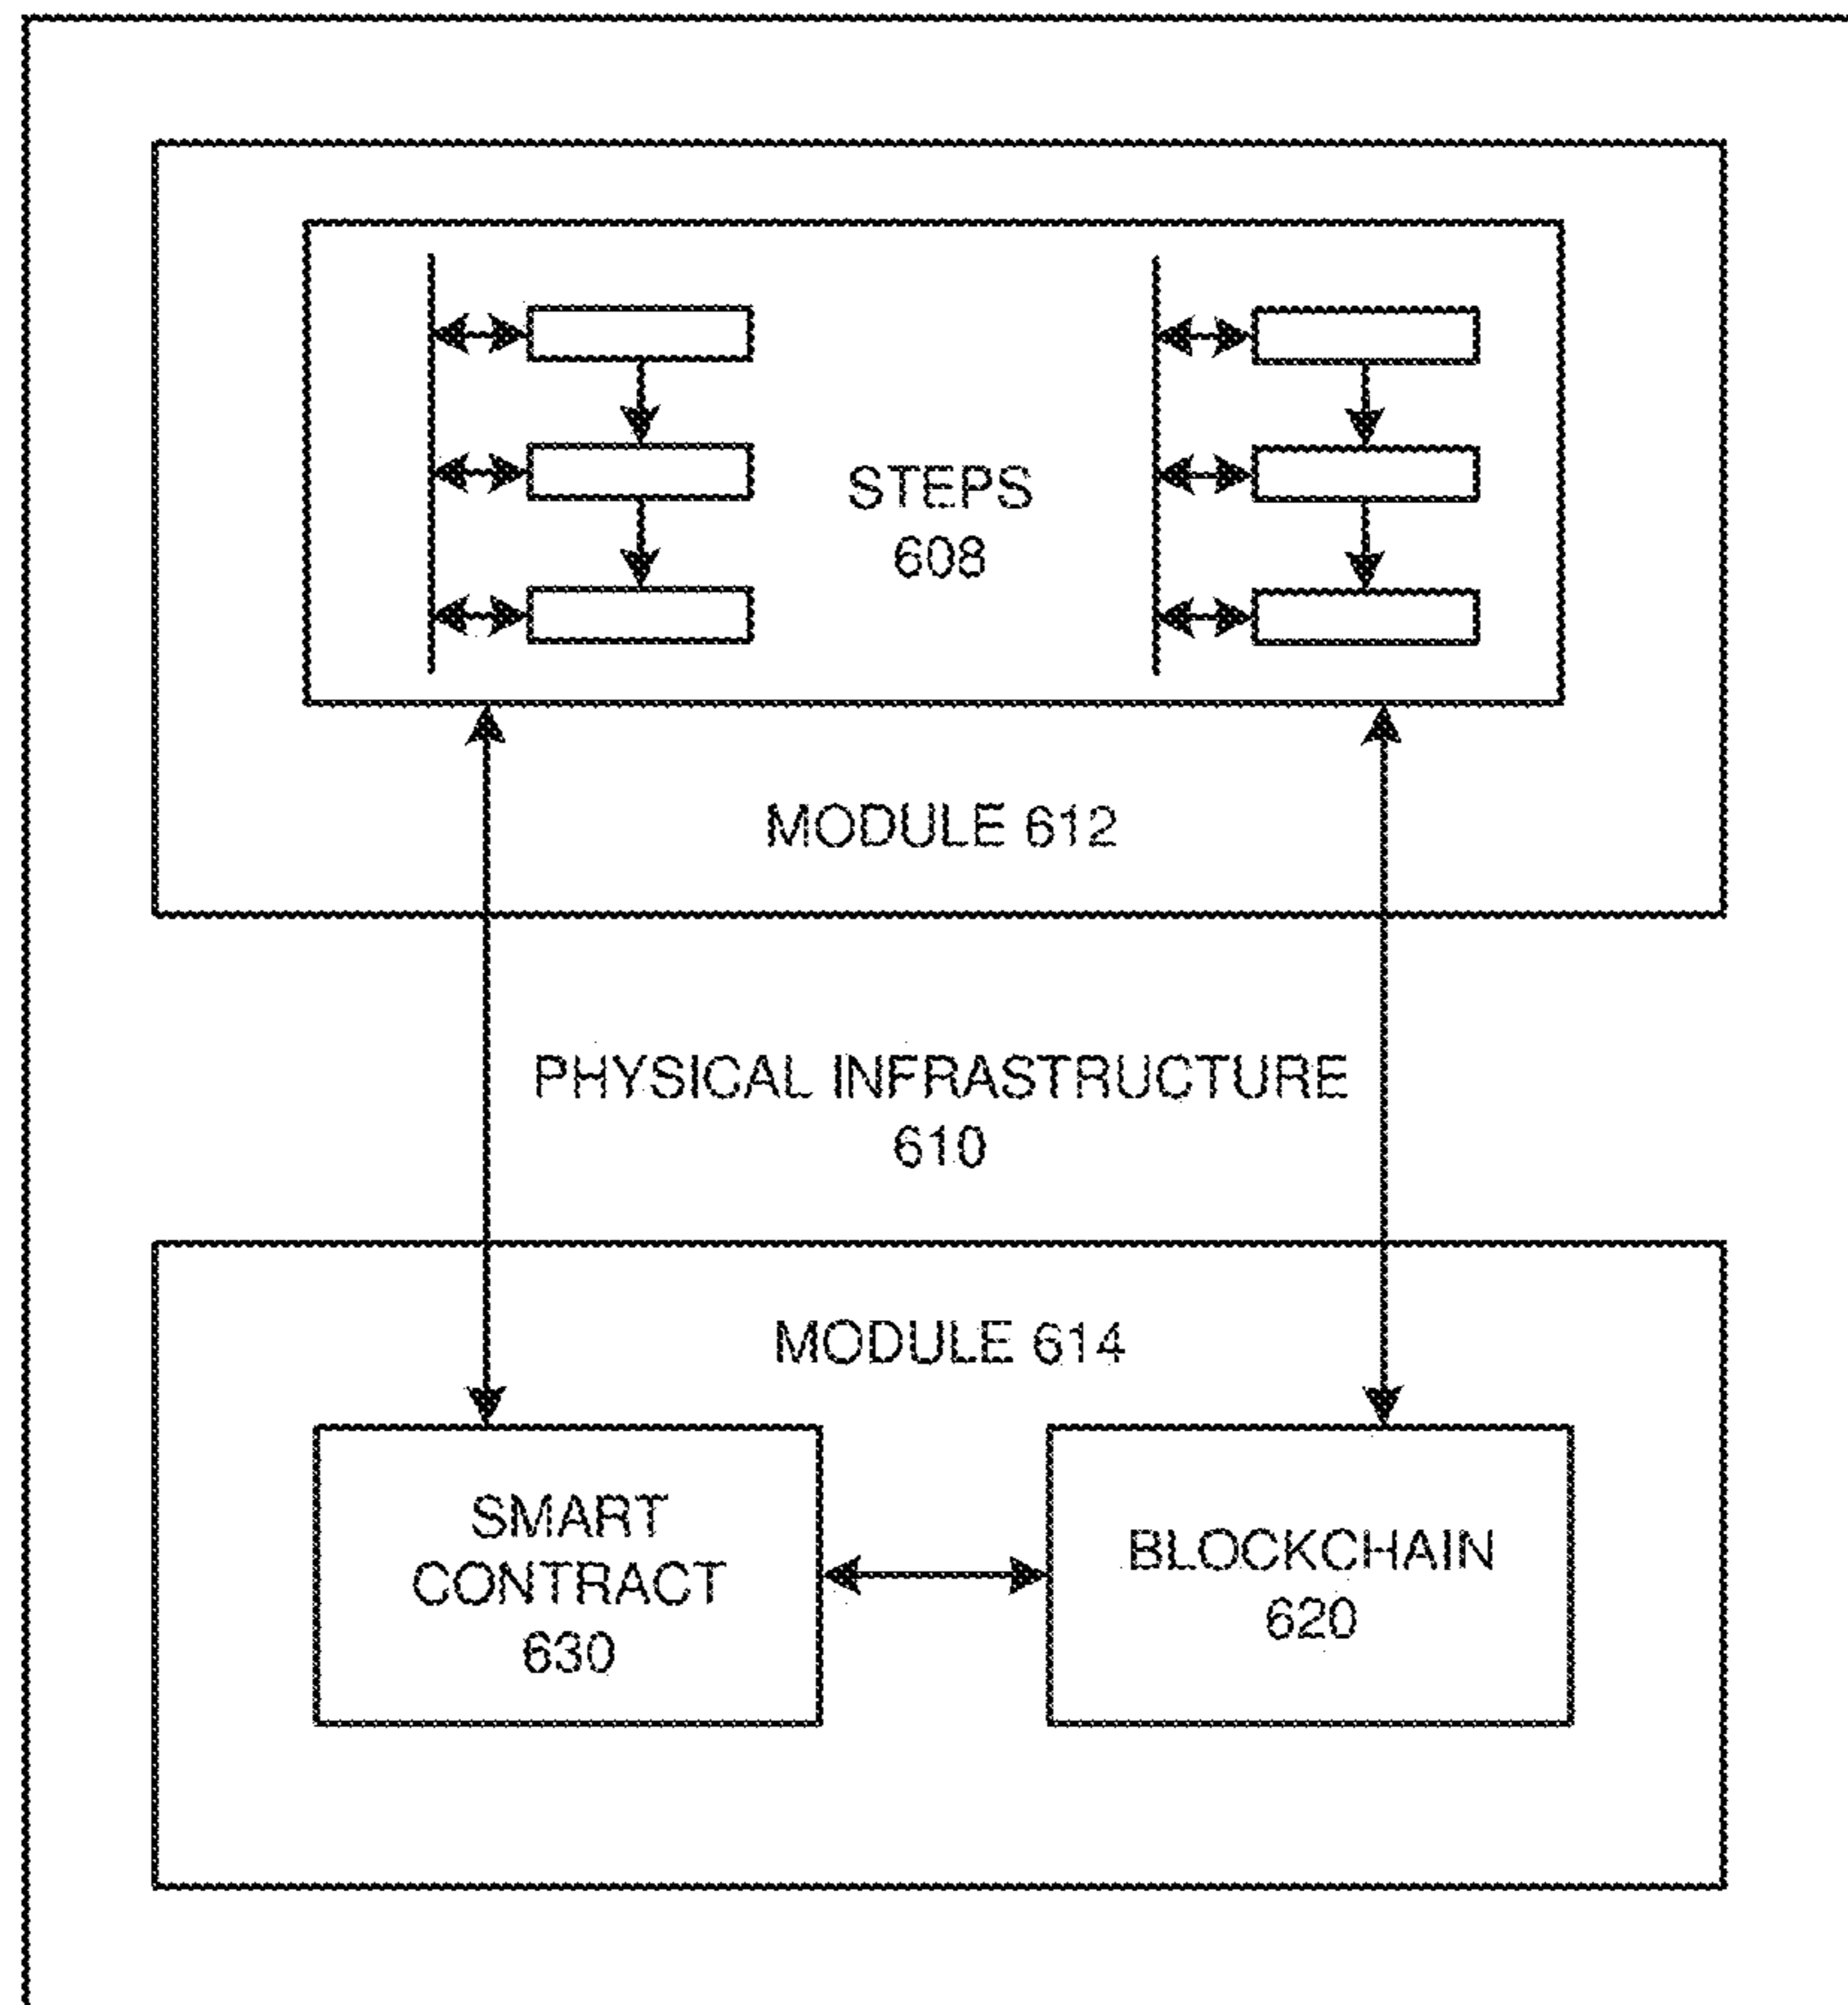 STEPS
608
MODULE 612
PHYSICAL INFRASTRUCTURE
610
MODULE 614
SMART
CONTRACT
630
BLOCKCHAIN
620